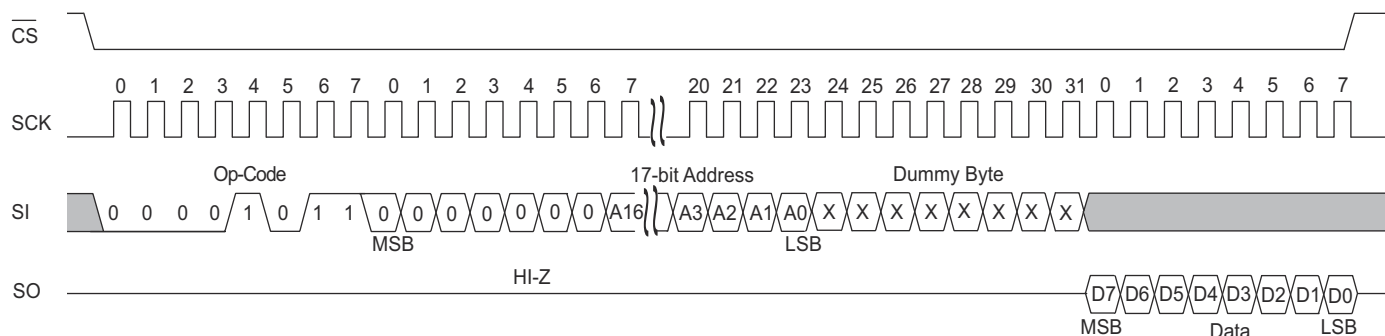 CS
0 1 2 3 4 5 6 7 0 1 2 3 4 5 6 7 20 21 22 23 24 25 26 27 28 29 30 31 0 1 2 3 4 5 6 7
SCK
Op-Code 17-bit Address Dummy Byte
SI 0 0 0 0 1 0 1 1 0 0 0 0 0 0 0 A16 A3 A2 A1 A0 X X X X X X X X
MSB LSB
HI-Z
SO D7 D6 D5 D4 D3 D2 D1 D0
MSB Data LSB